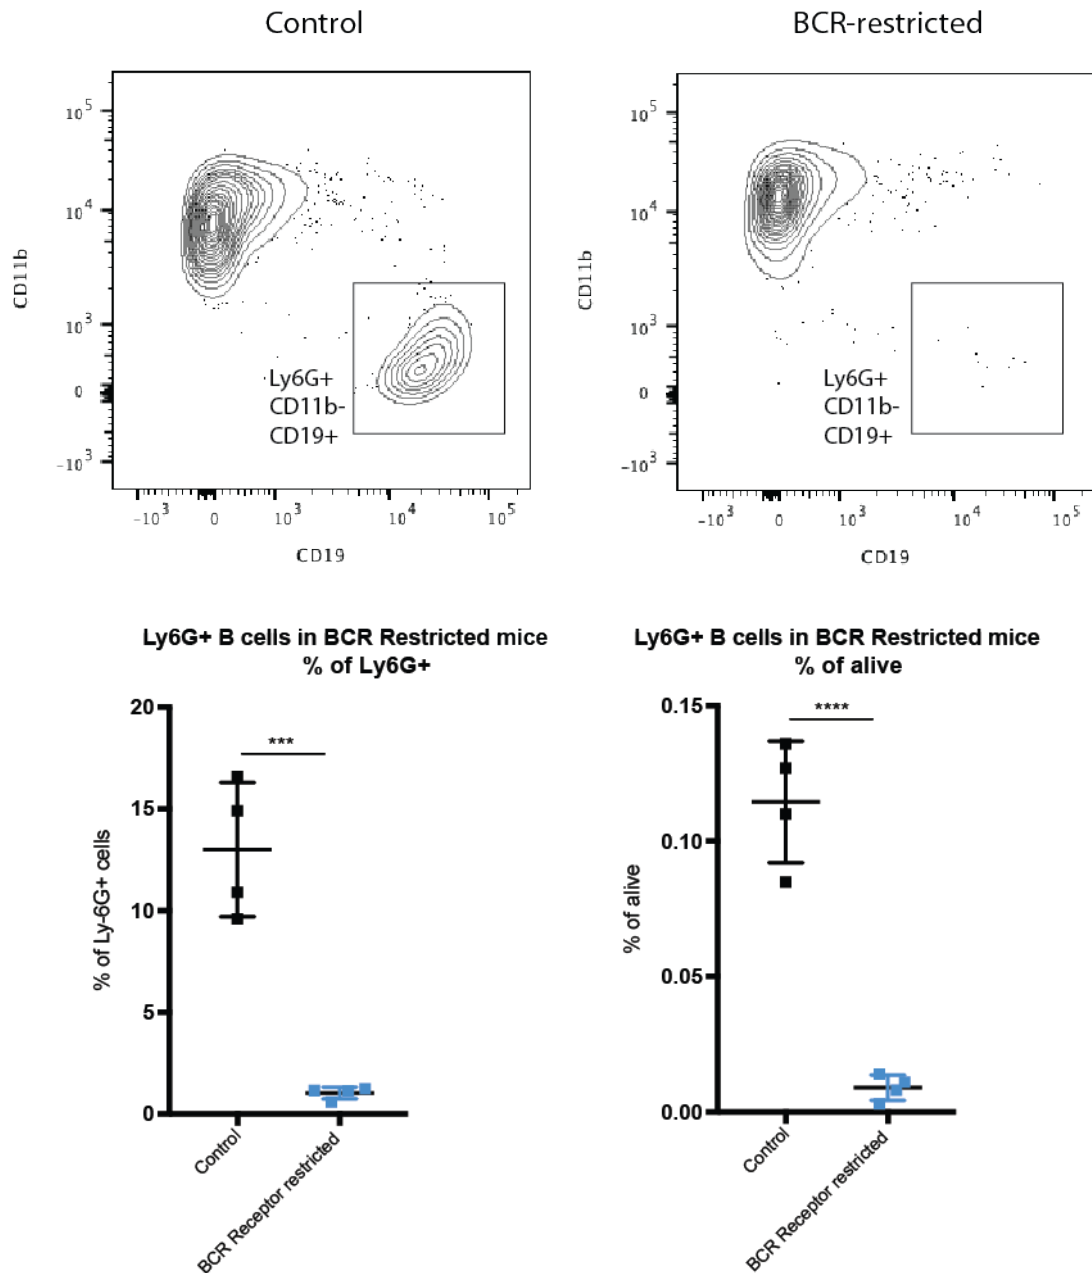 Control
BCR-restricted
CD11b
10^5
10^4
10^3
0
-10^3
Ly6G+
CD11b-
CD19+
-10^3
0
10^3
10^4
10^5
CD19
CD11b
10^5
10^4
10^3
0
-10^3
Ly6G+
CD11b-
CD19+
-10^3
0
10^3
10^4
10^5
CD19
Ly6G+ B cells in BCR Restricted mice
% of Ly6G+
% of Ly-6G+ cells
20
15
10
5
0
***
Control
BCR Receptor restricted
Ly6G+ B cells in BCR Restricted mice
% of alive
% of alive
0.15
0.10
0.05
0.00
****
Control
BCR Receptor restricted